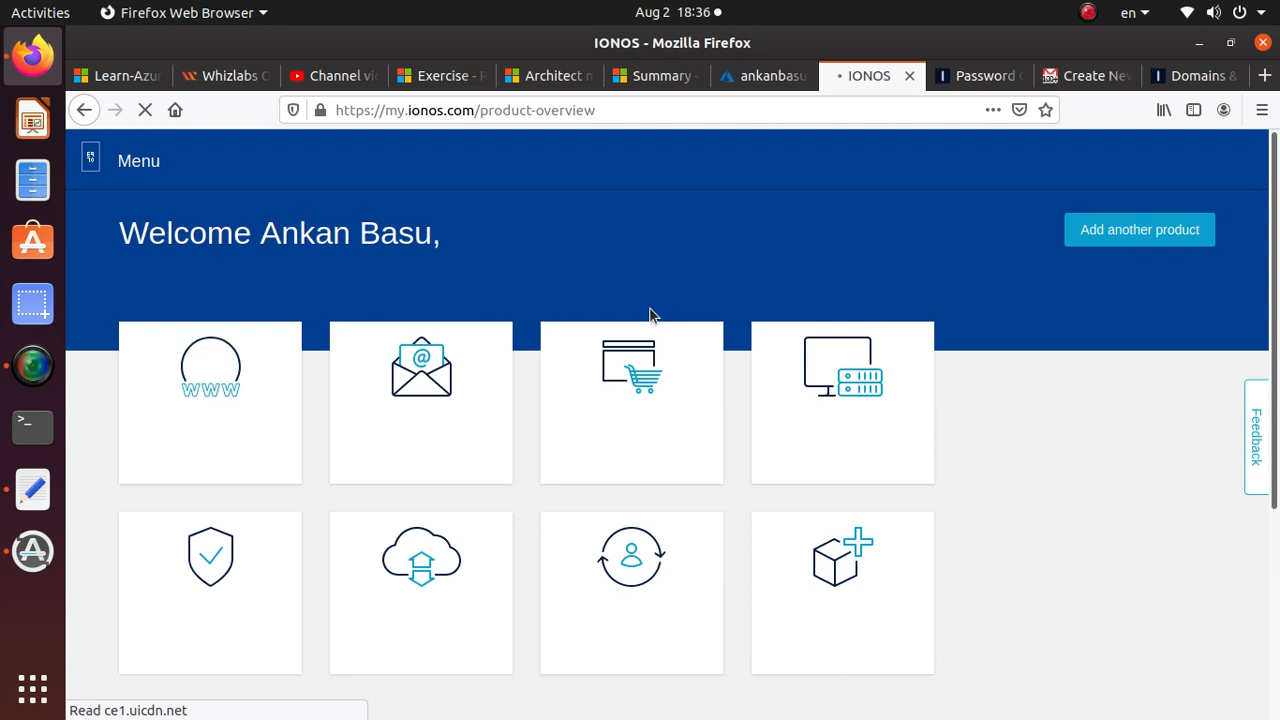 Activities
Firefox Web Browser
Aug 2 18:36
en
IONOS - Mozilla Firefox
Learn-Azur
Whizlabs C
Channel vi
Exercise - P
Architect m
Summary -
ankanbasu
IONOS
Password C
Create New
Domains &
https://my.ionos.com/product-overview
Menu
Welcome Ankan Basu,
Add another product
www
@
Feedback
Read ce1.uicdn.net